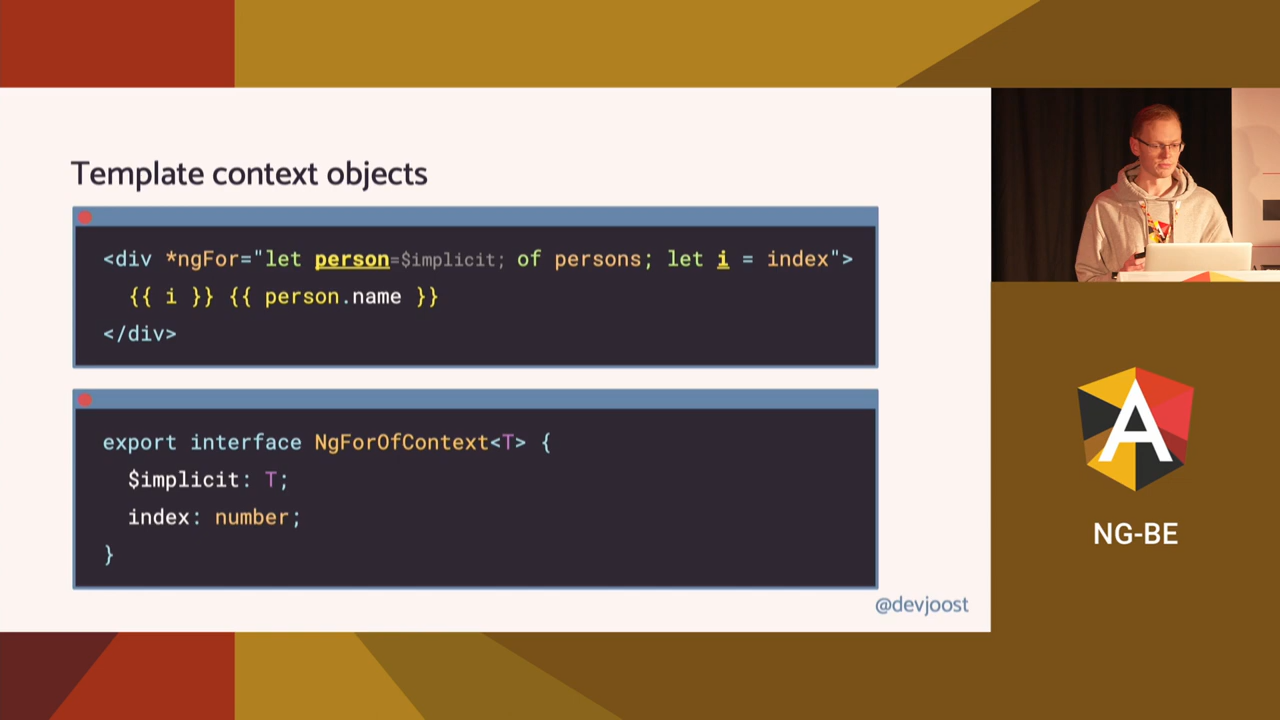 Template context objects
<div *ngFor="let person=$implicit; of persons; let i = index">
{{ i }} {{ person.name }}
</div>
export interface NgForOfContext<T> {
$implicit: T;
index: number;
}
@devjoost
A
NG-BE